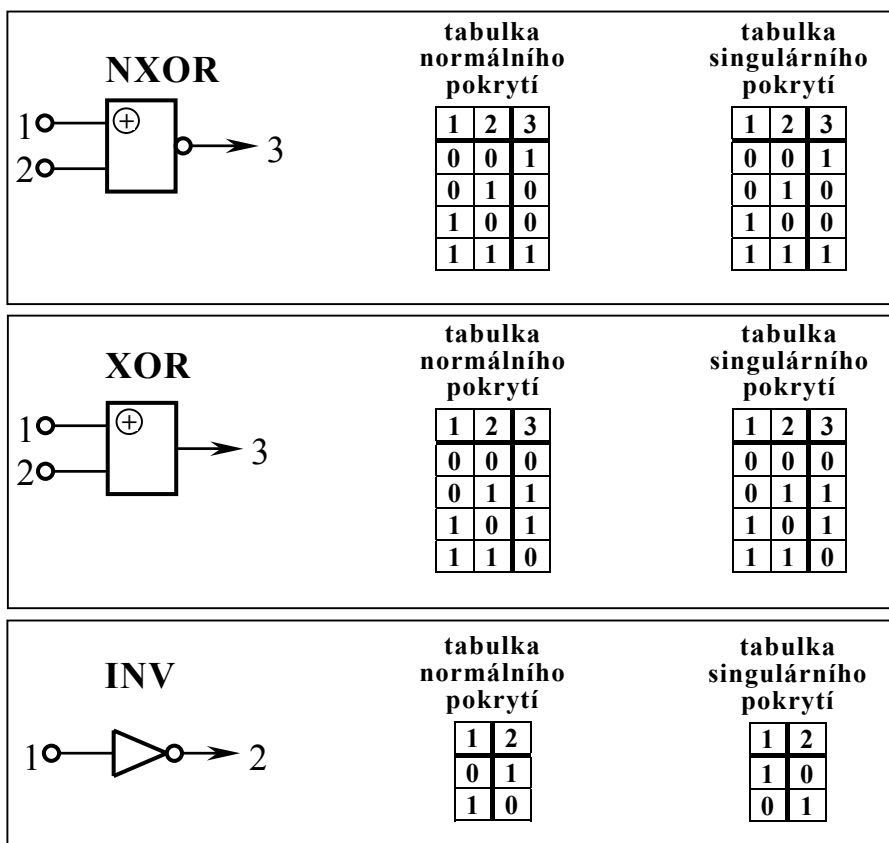 NXOR
1
2
⊕
3
tabulka
normálního
pokrytí
1 2 3
0 0 1
0 1 0
1 0 0
1 1 1
tabulka
singulárního
pokrytí
1 2 3
0 0 1
0 1 0
1 0 0
1 1 1
XOR
1
2
⊕
3
tabulka
normálního
pokrytí
1 2 3
0 0 0
0 1 1
1 0 1
1 1 0
tabulka
singulárního
pokrytí
1 2 3
0 0 0
0 1 1
1 0 1
1 1 0
INV
1
2
tabulka
normálního
pokrytí
1 2
0 1
1 0
tabulka
singulárního
pokrytí
1 2
1 0
0 1